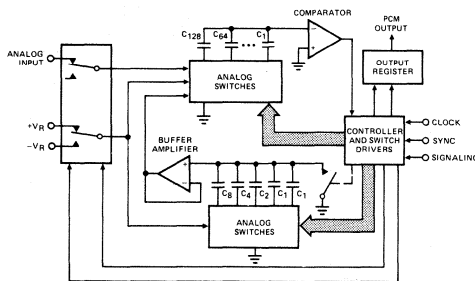 COMPARATOR
C128 C64 ... C1
PCM
OUTPUT
ANALOG
INPUT
ANALOG
SWITCHES
OUTPUT
REGISTER
+VR
-VR
BUFFER
AMPLIFIER
CONTROLLER
AND SWITCH
DRIVERS
CLOCK
SYNC
SIGNALING
C8 C4 C2 C1 C1
ANALOG
SWITCHES